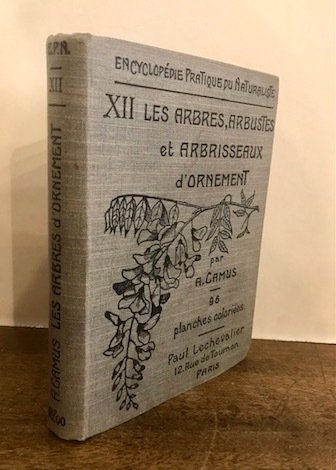 ENCYCLOPÉDIE PRATIQUE DU NATURALISTE
XII LES ARBRES, ARBUSTES
et ARBRISSEAUX
d'ORNEMENT
par
A. CAMUS
96
planches coloriées
Paul Lechevalier
12, Rue de Tournon
PARIS
E.P.N.
XII
A. CAMUS LES ARBRES d'ORNEMENT